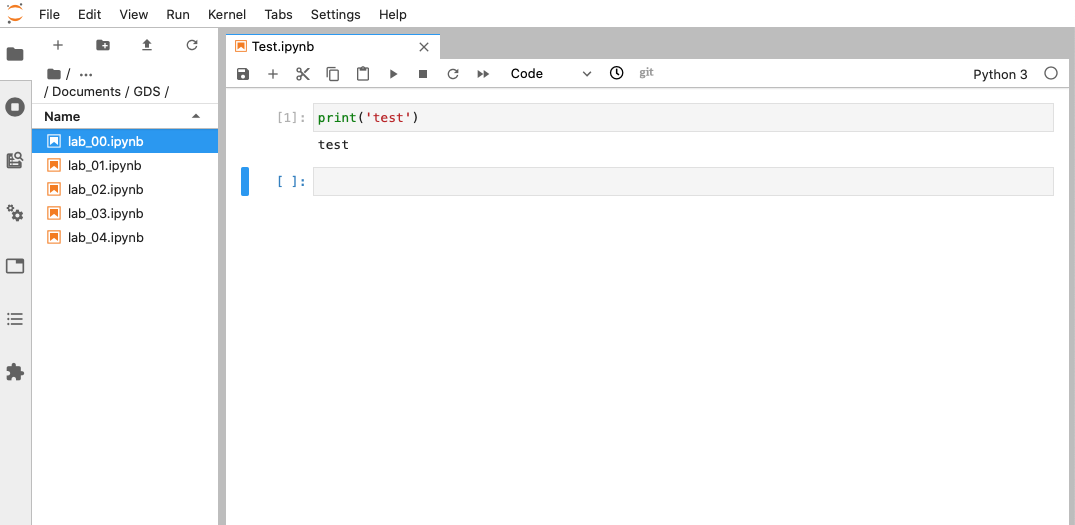 File Edit View Run Kernel Tabs Settings Help
/ ...
/ Documents / GDS /
Name
lab_00.ipynb
lab_01.ipynb
lab_02.ipynb
lab_03.ipynb
lab_04.ipynb
Test.ipynb
Code git Python 3
[1]: print('test')
test
[ ]: